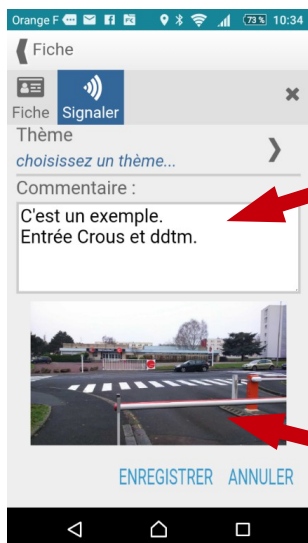 Orange F 73% 10:34
Fiche
Fiche Signaler
Thème
choisissez un thème...
Commentaire :
C'est un exemple.
Entrée Crous et ddtm.
ENREGISTRER ANNULER